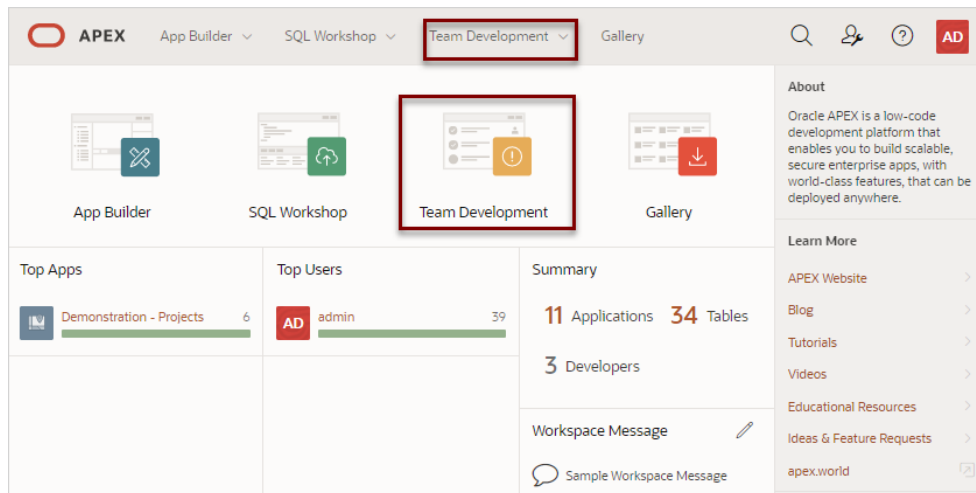 APEX App Builder SQL Workshop Team Development Gallery AD
App Builder
SQL Workshop
Team Development
Gallery
Top Apps
Demonstration - Projects 6
Top Users
AD admin 39
Summary
11 Applications 34 Tables
3 Developers
Workspace Message
Sample Workspace Message
About
Oracle APEX is a low-code
development platform that
enables you to build scalable,
secure enterprise apps, with
world-class features, that can be
deployed anywhere.
Learn More
APEX Website
Blog
Tutorials
Videos
Educational Resources
Ideas & Feature Requests
apex.world